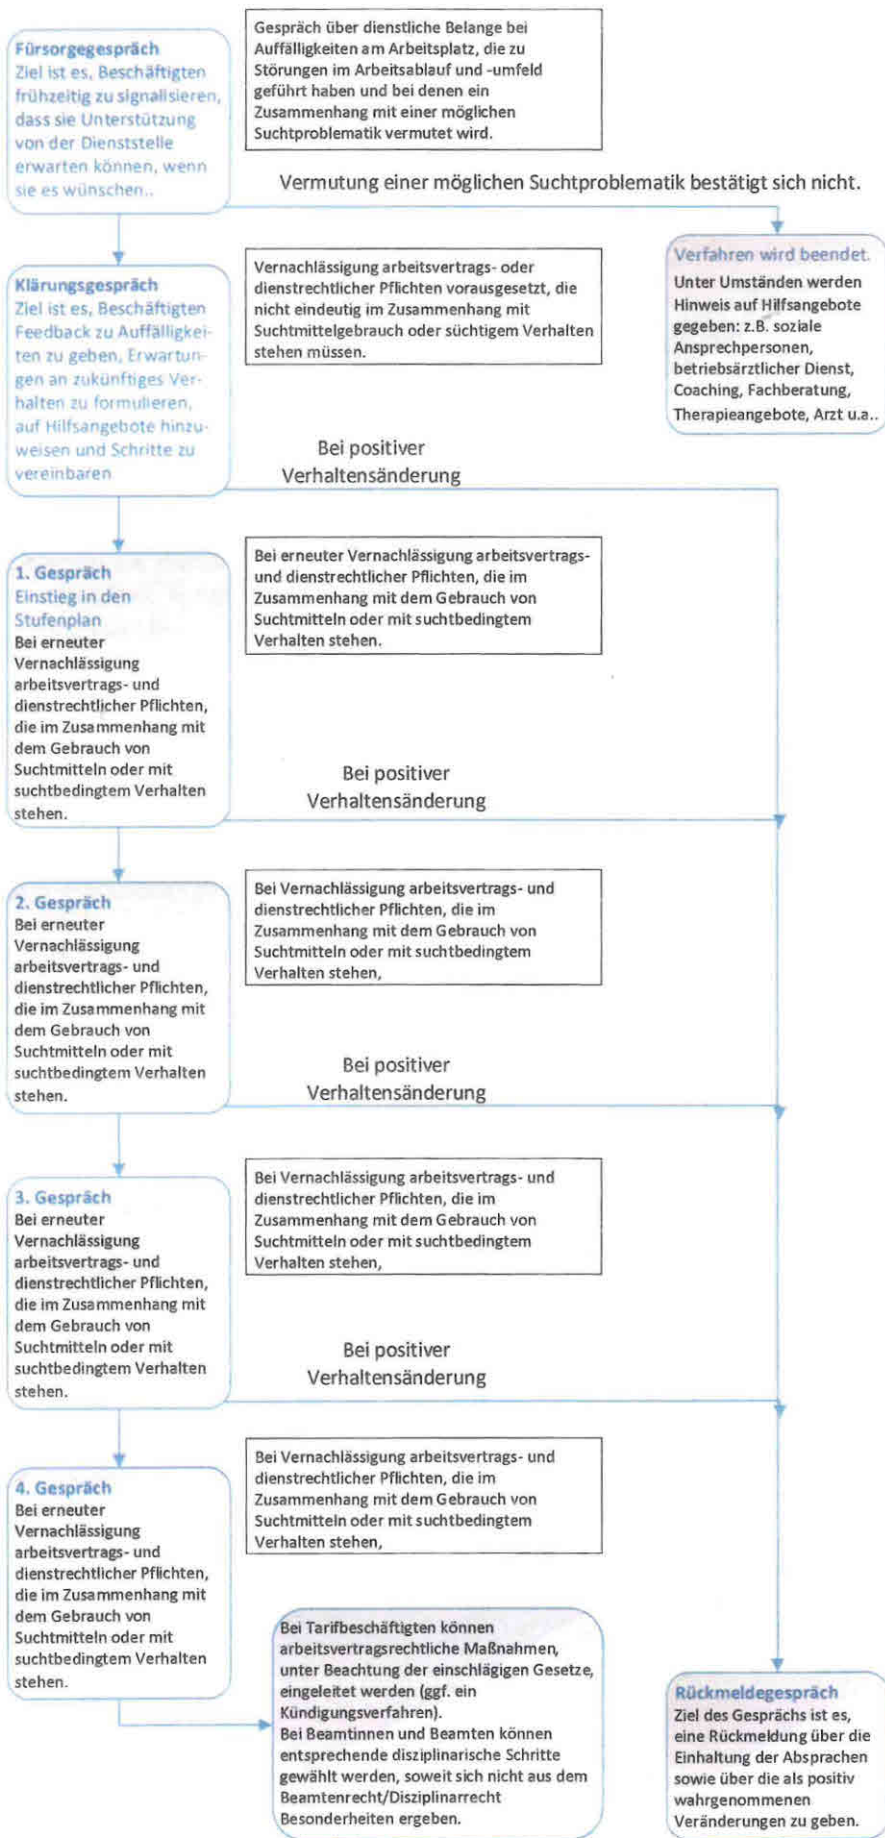 Fürsorgegespräch
Ziel ist es, Beschäftigten
frühzeitig zu signalisieren,
dass sie Unterstützung
von der Dienststelle
erwarten können, wenn
sie es wünschen..
Gespräch über dienstliche Belange bei
Auffälligkeiten am Arbeitsplatz, die zu
Störungen im Arbeitsablauf und -umfeld
geführt haben und bei denen ein
Zusammenhang mit einer möglichen
Suchtproblematik vermutet wird.
Vermutung einer möglichen Suchtproblematik bestätigt sich nicht.
Verfahren wird beendet.
Unter Umständen werden
Hinweis auf Hilfsangebote
gegeben: z.B. soziale
Ansprechpersonen,
betriebsärztlicher Dienst,
Coaching, Fachberatung,
Therapieangebote, Arzt u.a..
Klärungsgespräch
Ziel ist es, Beschäftigten
Feedback zu Auffälligkei-
ten zu geben, Erwartun-
gen an zukünftiges Ver-
halten zu formulieren,
auf Hilfsangebote hinzu-
weisen und Schritte zu
vereinbaren
Vernachlässigung arbeitsvertrags- oder
dienstrechtlicher Pflichten vorausgesetzt, die
nicht eindeutig im Zusammenhang mit
Suchtmittelgebrauch oder süchtigem Verhalten
stehen müssen.
Bei positiver
Verhaltensänderung
1. Gespräch
Einstieg in den
Stufenplan
Bei erneuter
Vernachlässigung
arbeitsvertrags- und
dienstrechtlicher Pflichten,
die im Zusammenhang mit
dem Gebrauch von
Suchtmitteln oder mit
suchtbedingtem Verhalten
stehen.
Bei erneuter Vernachlässigung arbeitsvertrags-
und dienstrechtlicher Pflichten, die im
Zusammenhang mit dem Gebrauch von
Suchtmitteln oder mit suchtbedingtem
Verhalten stehen.
Bei positiver
Verhaltensänderung
2. Gespräch
Bei erneuter
Vernachlässigung
arbeitsvertrags- und
dienstrechtlicher Pflichten,
die im Zusammenhang mit
dem Gebrauch von
Suchtmitteln oder mit
suchtbedingtem Verhalten
stehen.
Bei Vernachlässigung arbeitsvertrags- und
dienstrechtlicher Pflichten, die im
Zusammenhang mit dem Gebrauch von
Suchtmitteln oder mit suchtbedingtem
Verhalten stehen,
Bei positiver
Verhaltensänderung
3. Gespräch
Bei erneuter
Vernachlässigung
arbeitsvertrags- und
dienstrechtlicher Pflichten,
die im Zusammenhang mit
dem Gebrauch von
Suchtmitteln oder mit
suchtbedingtem Verhalten
stehen.
Bei Vernachlässigung arbeitsvertrags- und
dienstrechtlicher Pflichten, die im
Zusammenhang mit dem Gebrauch von
Suchtmitteln oder mit suchtbedingtem
Verhalten stehen,
Bei positiver
Verhaltensänderung
4. Gespräch
Bei erneuter
Vernachlässigung
arbeitsvertrags- und
dienstrechtlicher Pflichten,
die im Zusammenhang mit
dem Gebrauch von
Suchtmitteln oder mit
suchtbedingtem Verhalten
stehen.
Bei Vernachlässigung arbeitsvertrags- und
dienstrechtlicher Pflichten, die im
Zusammenhang mit dem Gebrauch von
Suchtmitteln oder mit suchtbedingtem
Verhalten stehen,
Bei Tarifbeschäftigten können
arbeitsvertragsrechtliche Maßnahmen,
unter Beachtung der einschlägigen Gesetze,
eingeleitet werden (ggf. ein
Kündigungsverfahren).
Bei Beamtinnen und Beamten können
entsprechende disziplinarische Schritte
gewählt werden, soweit sich nicht aus dem
Beamtenrecht/Disziplinarrecht
Besonderheiten ergeben.
Rückmeldegespräch
Ziel des Gesprächs ist es,
eine Rückmeldung über die
Einhaltung der Absprachen
sowie über die als positiv
wahrgenommenen
Veränderungen zu geben.